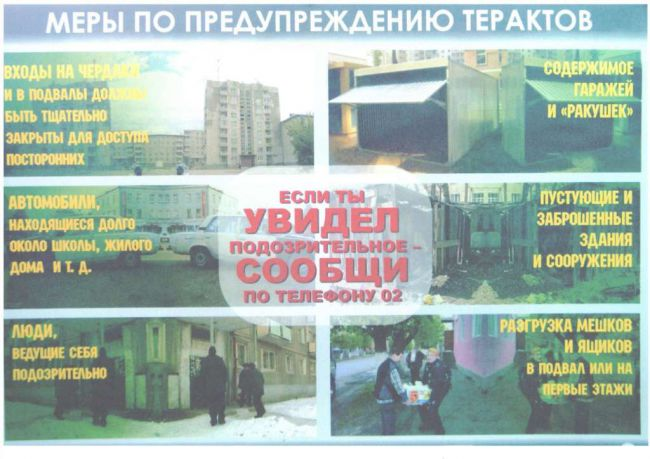 МЕРЫ ПО ПРЕДУПРЕЖДЕНИЮ ТЕРАКТОВ
ВХОДЫ НА ЧЕРДАКИ
И В ПОДВАЛЫ ДОЛЖНЫ
БЫТЬ ТЩАТЕЛЬНО
ЗАКРЫТЫ ДЛЯ ДОСТУПА
ПОСТОРОННИХ
СОДЕРЖИМОЕ
ГАРАЖЕЙ
И «РАКУШЕК»
АВТОМОБИЛИ,
НАХОДЯЩИЕСЯ ДОЛГО
ОКОЛО ШКОЛЫ, ЖИЛОГО
ДОМА И Т. Д.
ЕСЛИ ТЫ
УВИДЕЛ
ПОДОЗРИТЕЛЬНОЕ –
СООБЩИ
ПО ТЕЛЕФОНУ 02
ПУСТУЮЩИЕ И
ЗАБРОШЕННЫЕ
ЗДАНИЯ
И СООРУЖЕНИЯ
ЛЮДИ,
ВЕДУЩИЕ СЕБЯ
ПОДОЗРИТЕЛЬНО
РАЗГРУЗКА МЕШКОВ
И ЯЩИКОВ
В ПОДВАЛ ИЛИ НА
ПЕРВЫЕ ЭТАЖИ